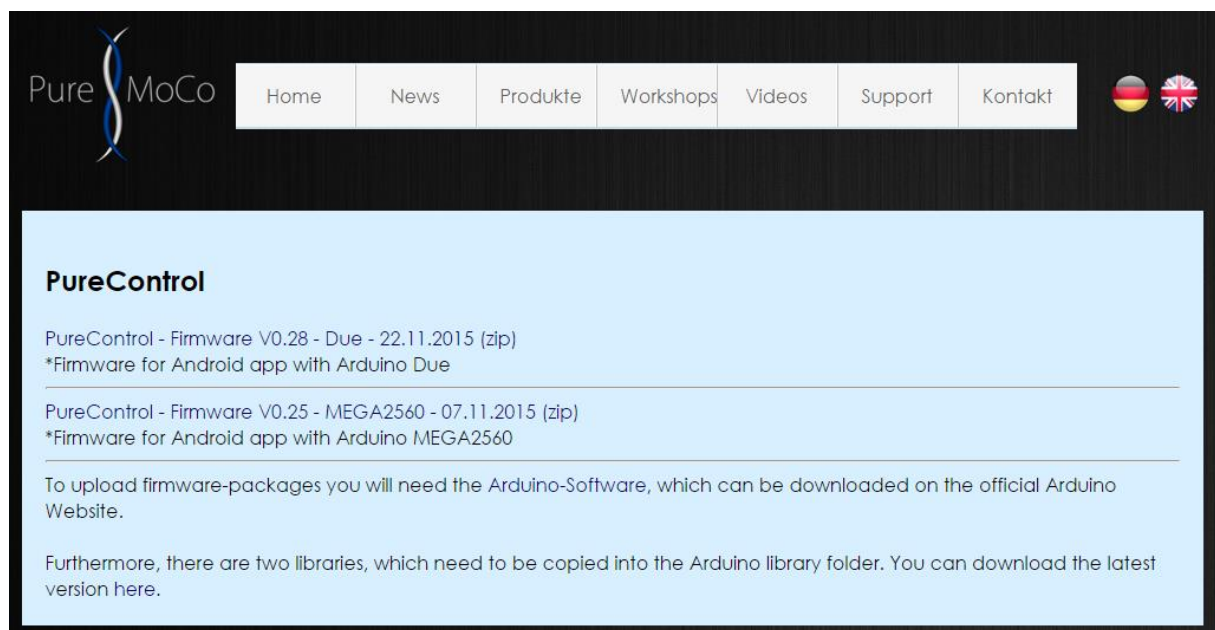 Pure MoCo
Home News Produkte Workshops Videos Support Kontakt
PureControl
PureControl - Firmware V0.28 - Due - 22.11.2015 (zip)
*Firmware for Android app with Arduino Due
PureControl - Firmware V0.25 - MEGA2560 - 07.11.2015 (zip)
*Firmware for Android app with Arduino MEGA2560
To upload firmware-packages you will need the Arduino-Software, which can be downloaded on the official Arduino
Website.
Furthermore, there are two libraries, which need to be copied into the Arduino library folder. You can download the latest
version here.